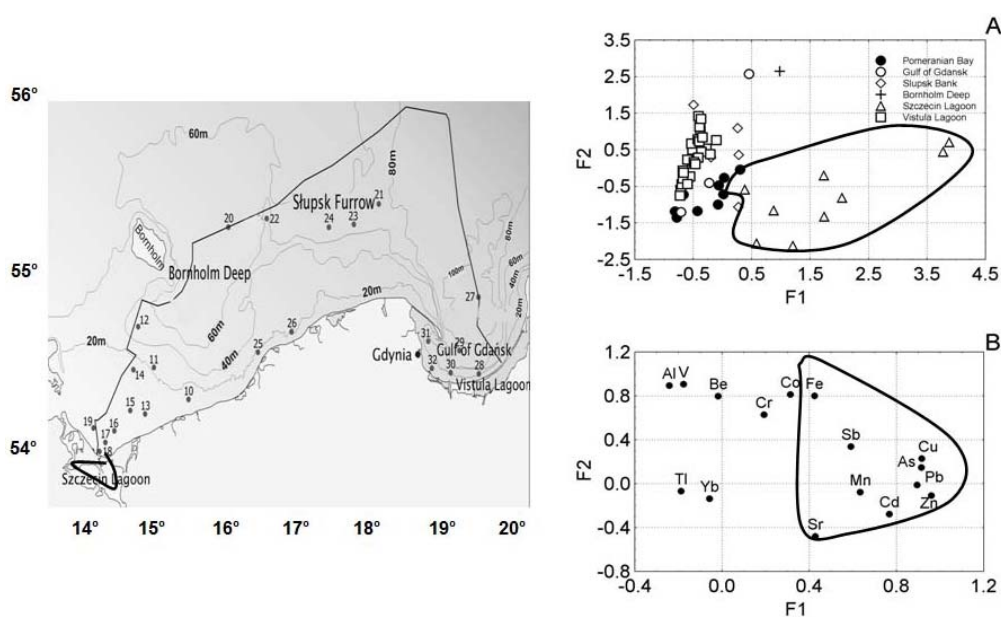 56°
55°
54°
14°
15°
16°
17°
18°
19°
20°
60m
80m
Słupsk Furrow
21
20
22
24
23
Bornholm
Bornholm Deep
80m
60m
40m
20m
100m
27
12
60m
20m
20m
26
31
29
Gulf of Gdańsk
Gdynia
11
14
40m
25
32
30
28
Vistula Lagoon
10
15
13
19
16
17
18
Szczecin Lagoon
A
3.5
2.5
1.5
0.5
-0.5
-1.5
-2.5
F2
Pomeranian Bay
Gulf of Gdańsk
Slupsk Bank
Bornholm Deep
Szczecin Lagoon
Vistula Lagoon
-1.5
-0.5
0.5
1.5
2.5
3.5
4.5
F1
B
1.2
0.8
0.4
0.0
-0.4
-0.8
F2
Al
V
Be
Cr
Co
Fe
Sb
Cu
As
Pb
Tl
Yb
Mn
Cd
Zn
Sr
-0.4
0.0
0.4
0.8
1.2
F1